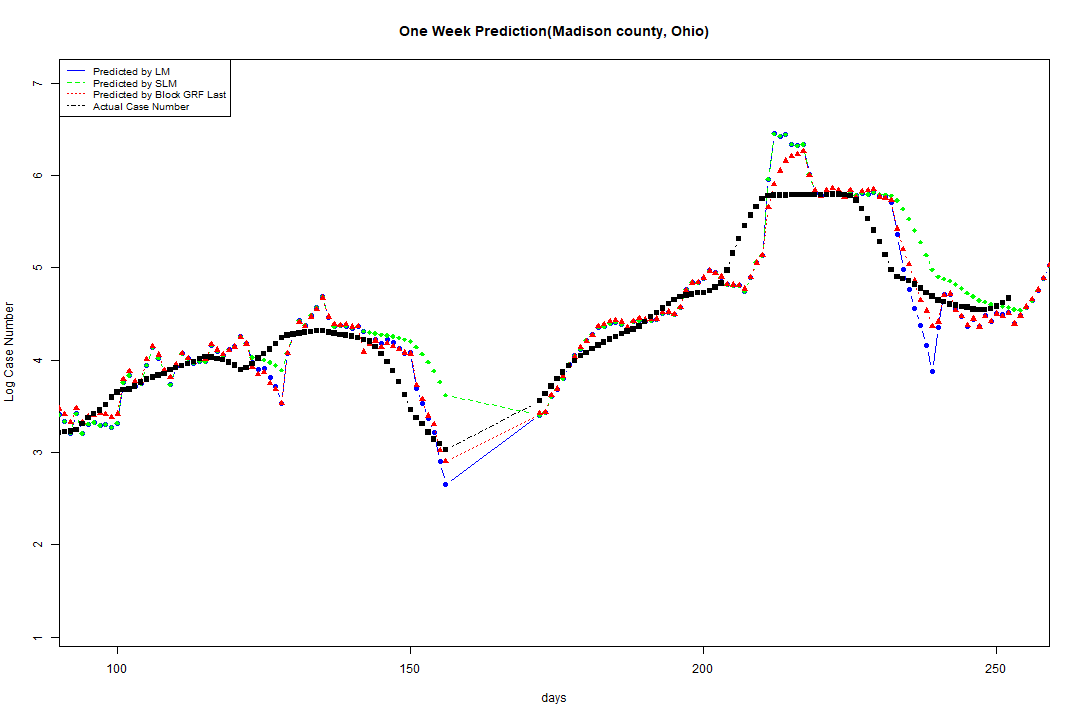 One Week Prediction(Madison county, Ohio)
Predicted by LM
Predicted by SLM
Predicted by Block GRF Last
Actual Case Number
7
6
5
4
3
2
1
Log Case Number
100
150
200
250
days